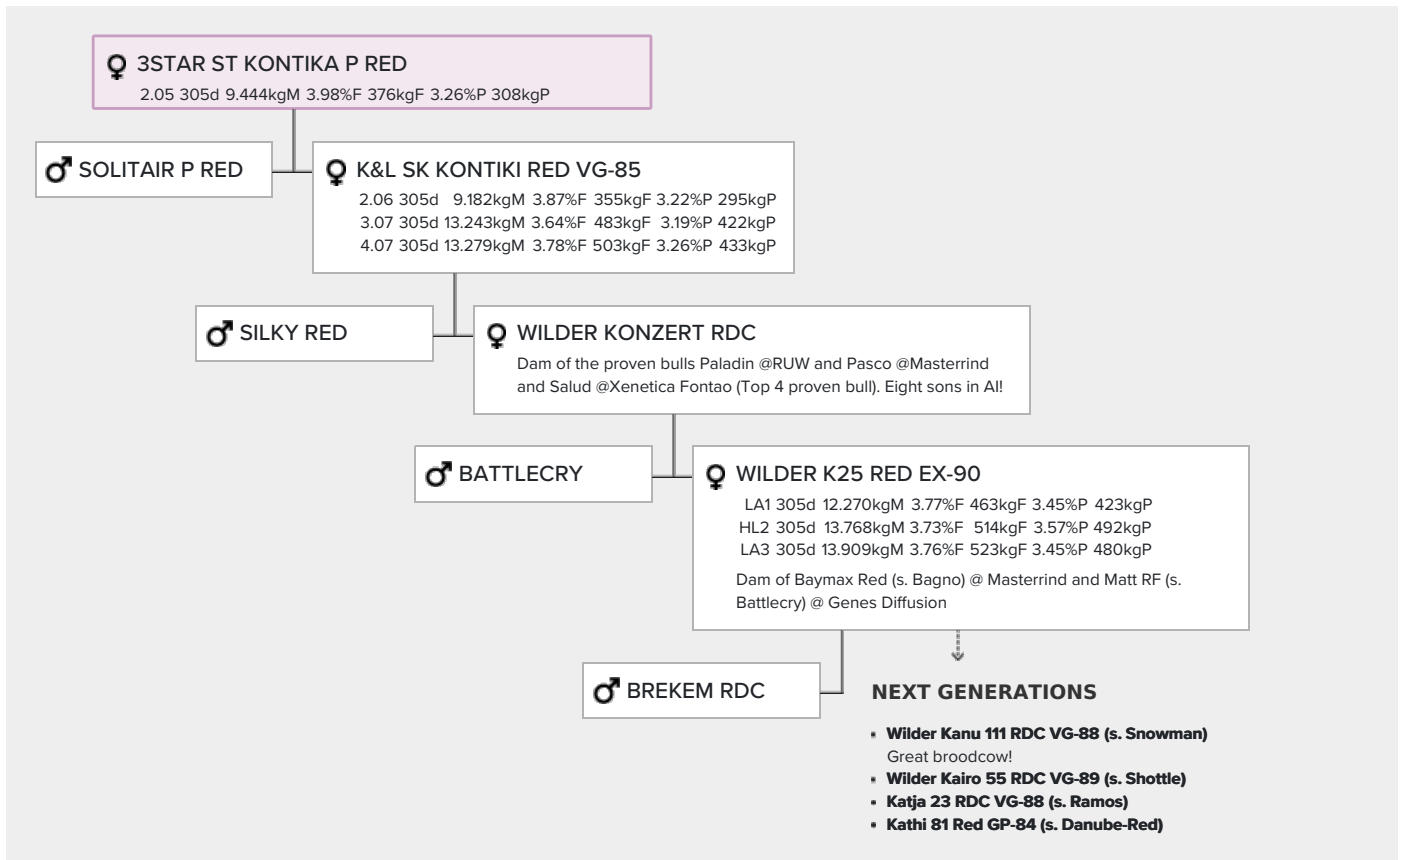 3STAR ST KONTIKA P RED
2.05 305d 9.444kgM 3.98%F 376kgF 3.26%P 308kgP
SOLITAIR P RED
K&L SK KONTIKI RED VG-85
2.06 305d 9.182kgM 3.87%F 355kgF 3.22%P 295kgP
3.07 305d 13.243kgM 3.64%F 483kgF 3.19%P 422kgP
4.07 305d 13.279kgM 3.78%F 503kgF 3.26%P 433kgP
SILKY RED
WILDER KONZERT RDC
Dam of the proven bulls Paladin @RUW and Pasco @Masterrind
and Salud @Xenetica Fontao (Top 4 proven bull). Eight sons in AI!
BATTLECRY
WILDER K25 RED EX-90
LA1 305d 12.270kgM 3.77%F 463kgF 3.45%P 423kgP
HL2 305d 13.768kgM 3.73%F 514kgF 3.57%P 492kgP
LA3 305d 13.909kgM 3.76%F 523kgF 3.45%P 480kgP
Dam of Baymax Red (s. Bagno) @ Masterrind and Matt RF (s.
Battlecry) @ Genes Diffusion
BREKEM RDC
NEXT GENERATIONS
Wilder Kanu 111 RDC VG-88 (s. Snowman)
Great broodcow!
Wilder Kairo 55 RDC VG-89 (s. Shottle)
Katja 23 RDC VG-88 (s. Ramos)
Kathi 81 Red GP-84 (s. Danube-Red)